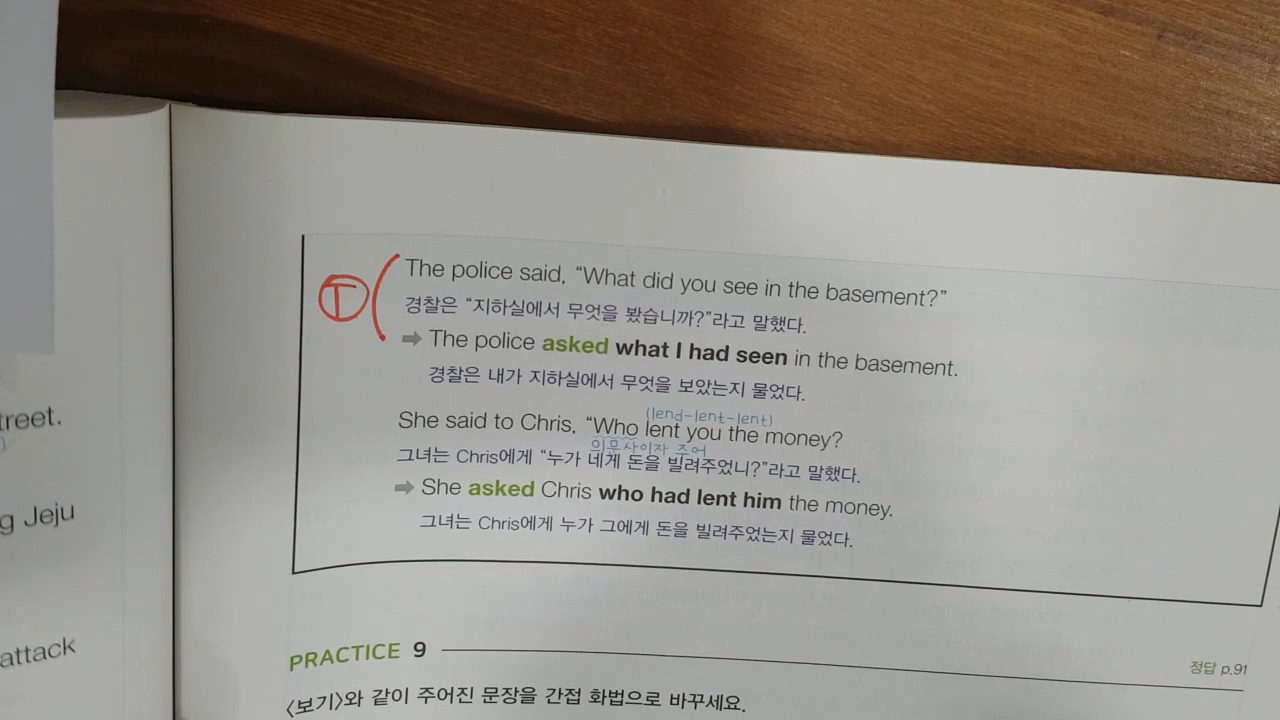 The police said, “What did you see in the basement?”
경찰은 “지하실에서 무엇을 봤습니까?”라고 말했다.
➡ The police asked what I had seen in the basement.
경찰은 내가 지하실에서 무엇을 보았는지 물었다.
(lend-lent-lent)
She said to Chris, “Who lent you the money?
의문사이자 주어
그녀는 Chris에게 “누가 네게 돈을 빌려주었니?”라고 말했다.
➡ She asked Chris who had lent him the money.
그녀는 Chris에게 누가 그에게 돈을 빌려주었는지 물었다.
PRACTICE 9
정답 p.91
〈보기〉와 같이 주어진 문장을 간접 화법으로 바꾸세요.
treet.
g Jeju
attack